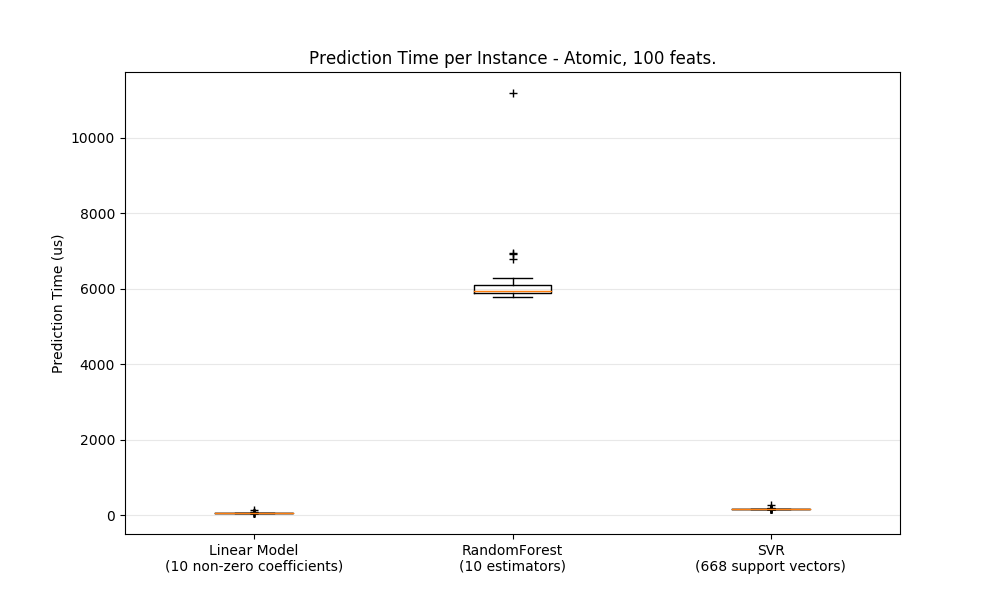 Prediction Time per Instance - Atomic, 100 feats.
Prediction Time (us)
10000
8000
6000
4000
2000
0
Linear Model
(10 non-zero coefficients)
RandomForest
(10 estimators)
SVR
(668 support vectors)